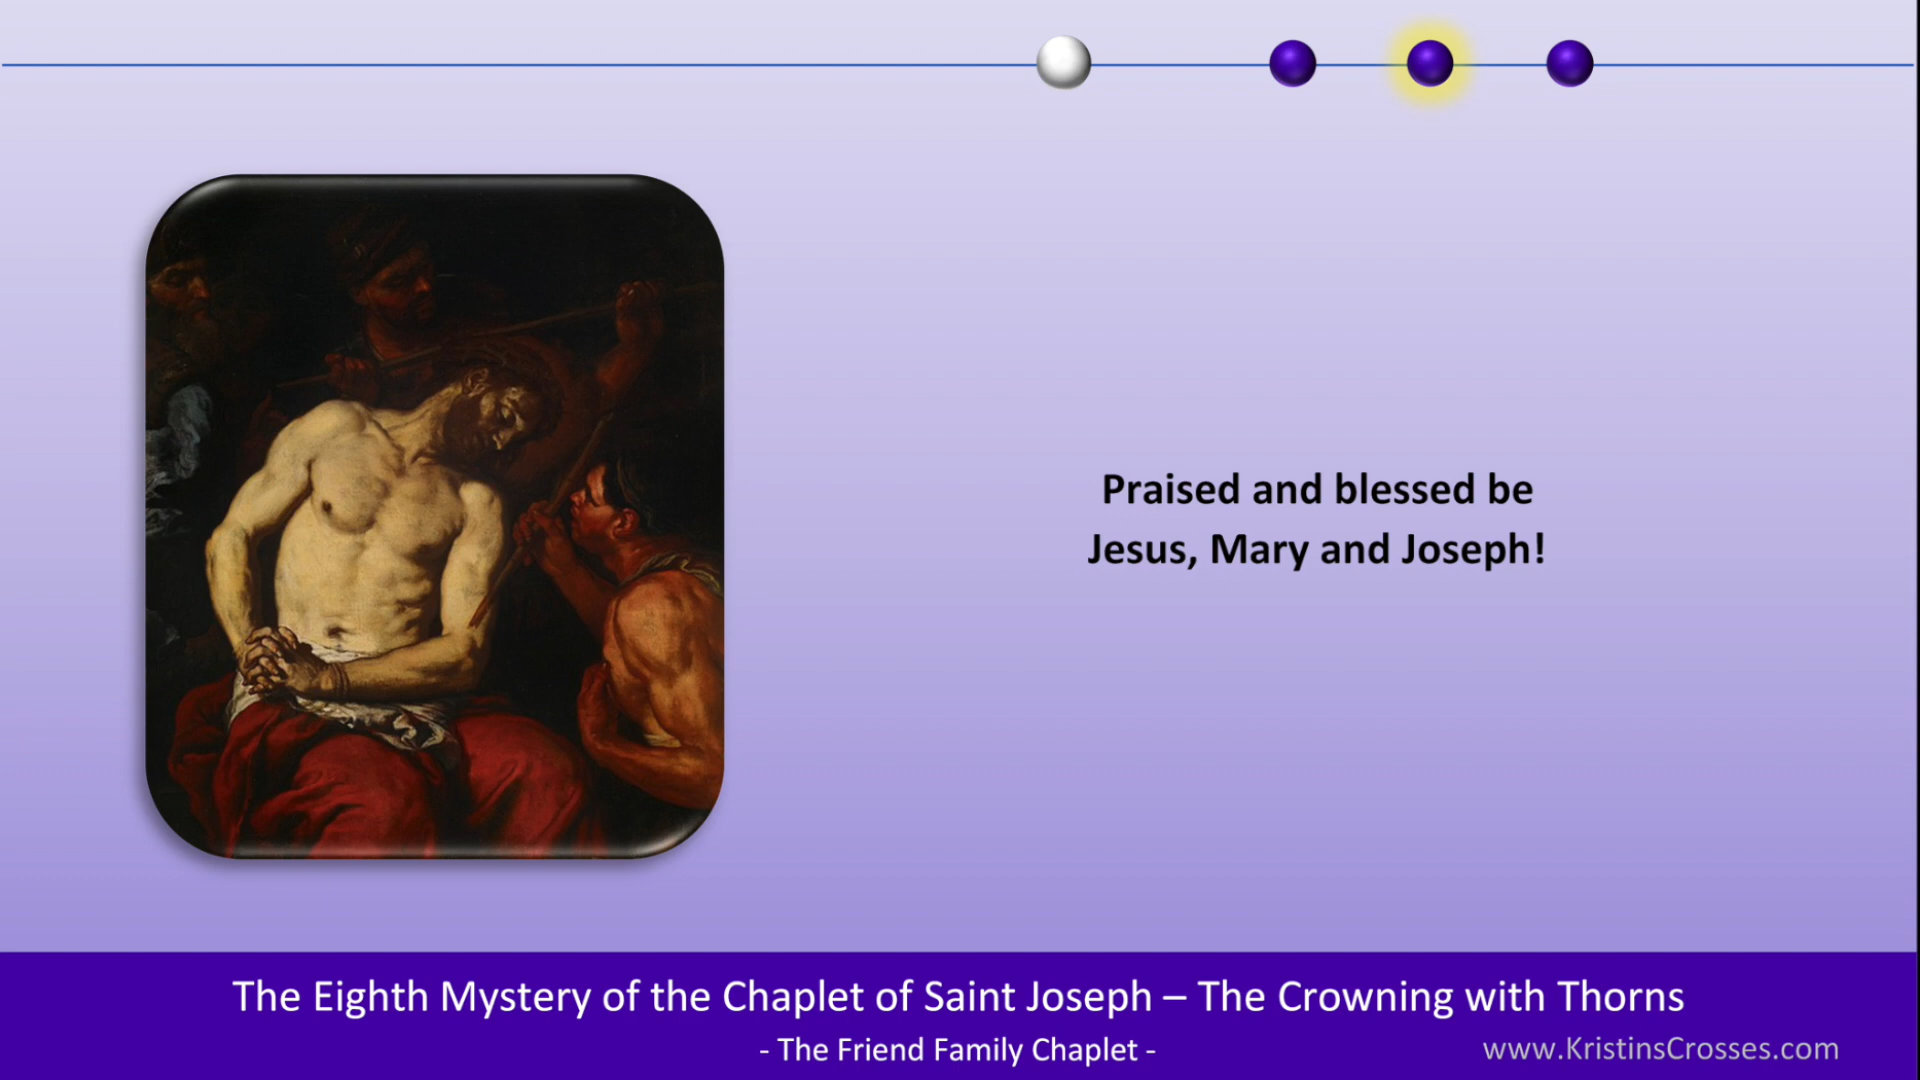 Praised and blessed be
Jesus, Mary and Joseph!
The Eighth Mystery of the Chaplet of Saint Joseph – The Crowning with Thorns
- The Friend Family Chaplet -
www.KristinsCrosses.com